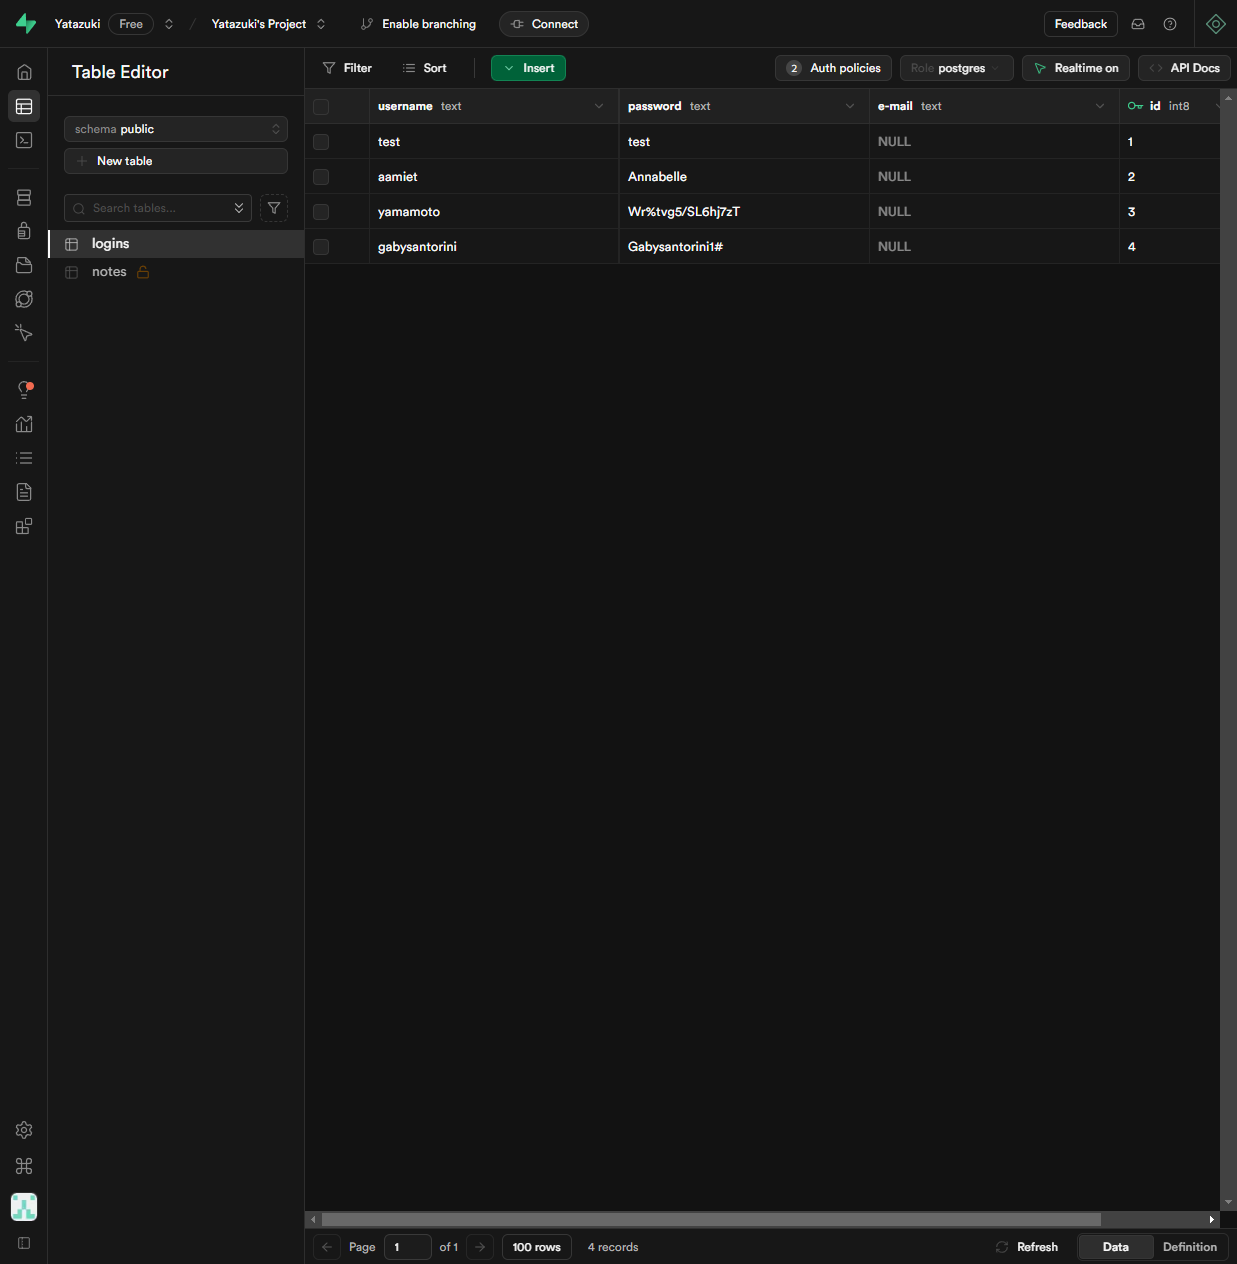 Yatazuki Free / Yatazuki's Project Enable branching Connect Feedback
Table Editor
schema public
New table
Search tables...
logins
notes
Filter Sort Insert 2 Auth policies Role postgres Realtime on API Docs
username text password text e-mail text id int8
test test NULL 1
aamiet Annabelle NULL 2
yamamoto Wr%tvg5/SL6hj7zT NULL 3
gabysantorini Gabysantorini1# NULL 4
Page 1 of 1 100 rows 4 records Refresh Data Definition